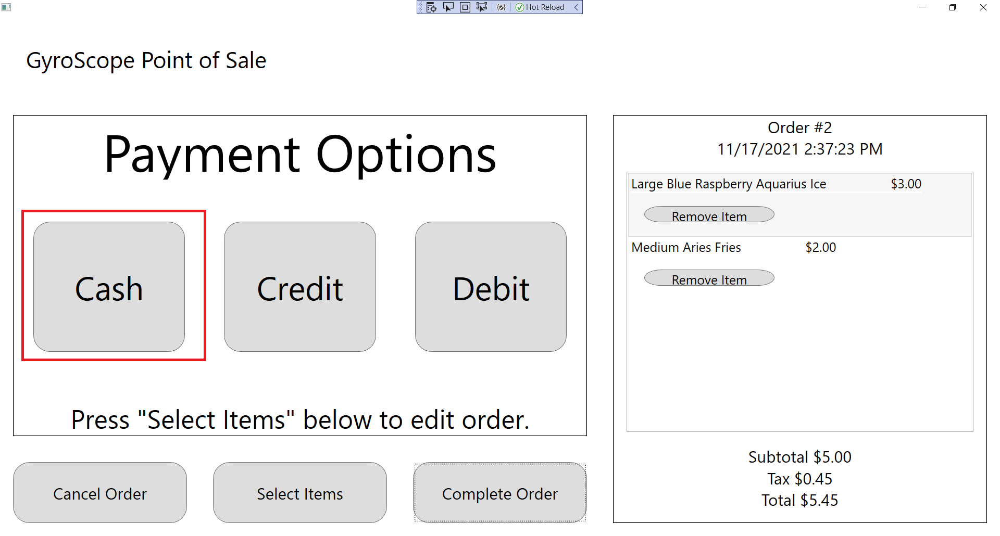 Hot Reload
GyroScope Point of Sale
Payment Options
Cash
Credit
Debit
Press "Select Items" below to edit order.
Cancel Order
Select Items
Complete Order
Order #2
11/17/2021 2:37:23 PM
Large Blue Raspberry Aquarius Ice $3.00
Remove Item
Medium Aries Fries $2.00
Remove Item
Subtotal $5.00
Tax $0.45
Total $5.45